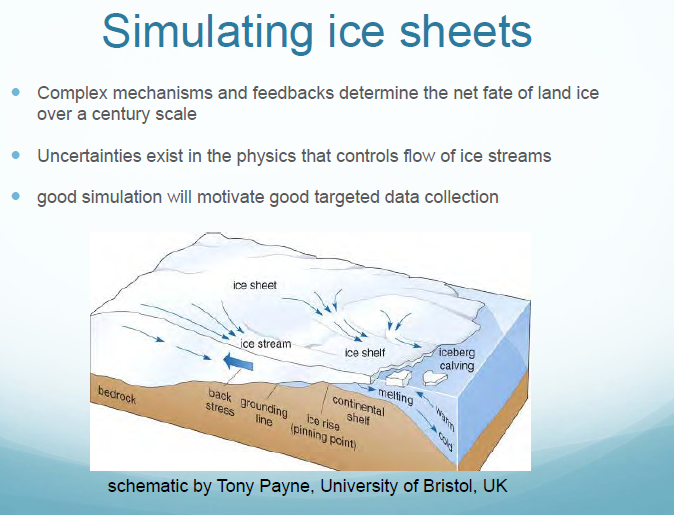 Simulating ice sheets
Complex mechanisms and feedbacks determine the net fate of land ice
over a century scale
Uncertainties exist in the physics that controls flow of ice streams
good simulation will motivate good targeted data collection
ice sheet
ice stream
ice shelf
iceberg
calving
bedrock
back
stress
grounding
line
ice rise
(pinning point)
continental
shelf
melting
warm
cold
schematic by Tony Payne, University of Bristol, UK